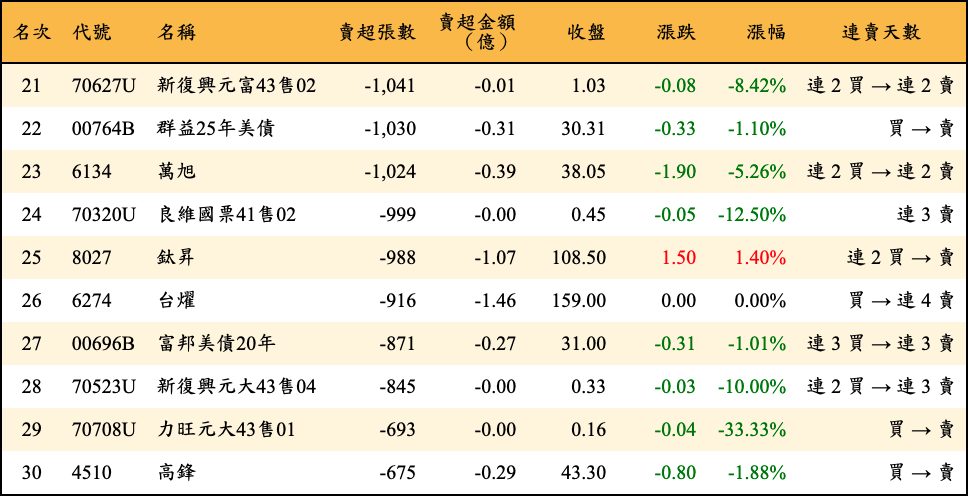 名次 代號 名稱 賣超張數 賣超金額（億） 收盤 漲跌 漲幅 連賣天數
21 70627U 新復興元富43售02 -1,041 -0.01 1.03 -0.08 -8.42% 連 2 買 → 連 2 賣
22 00764B 群益25年美債 -1,030 -0.31 30.31 -0.33 -1.10% 買 → 賣
23 6134 萬旭 -1,024 -0.39 38.05 -1.90 -5.26% 連 2 買 → 連 2 賣
24 70320U 良維國票41售02 -999 -0.00 0.45 -0.05 -12.50% 連 3 賣
25 8027 鈦昇 -988 -1.07 108.50 1.50 1.40% 連 2 買 → 賣
26 6274 台燿 -916 -1.46 159.00 0.00 0.00% 買 → 連 4 賣
27 00696B 富邦美債20年 -871 -0.27 31.00 -0.31 -1.01% 連 3 買 → 連 3 賣
28 70523U 新復興元大43售04 -845 -0.00 0.33 -0.03 -10.00% 連 2 買 → 連 3 賣
29 70708U 力旺元大43售01 -693 -0.00 0.16 -0.04 -33.33% 買 → 賣
30 4510 高鋒 -675 -0.29 43.30 -0.80 -1.88% 買 → 賣